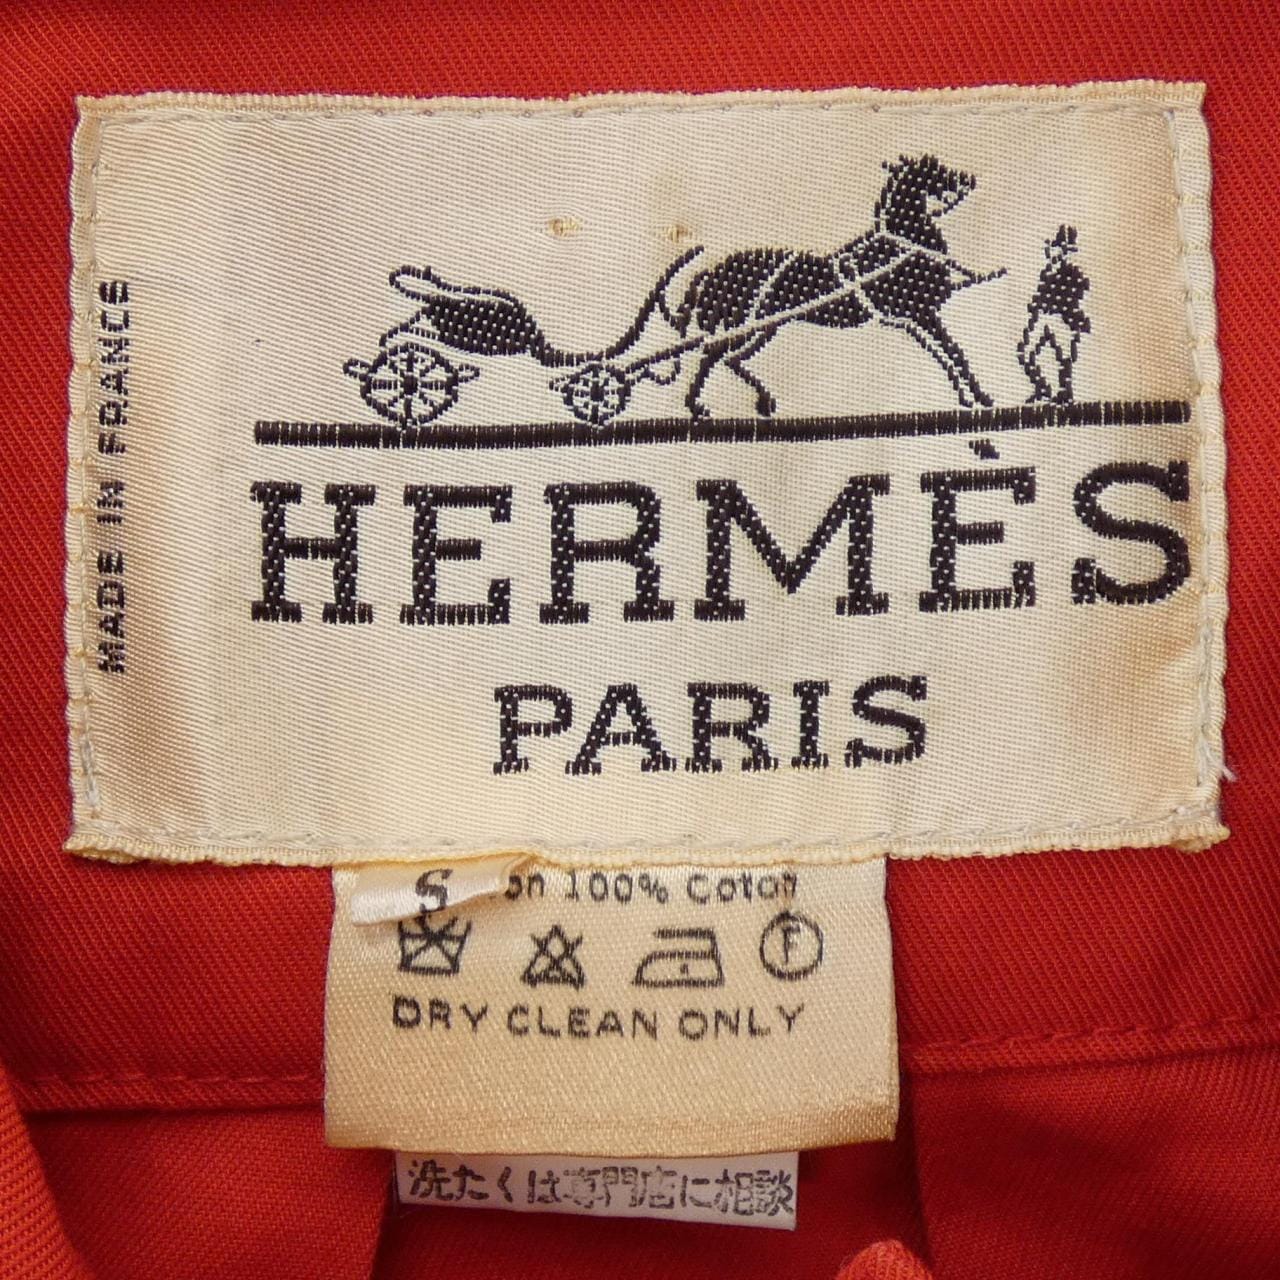 MADE IN FRANCE
HERMÈS
PARIS
S
100% Coton
F
DRY CLEAN ONLY
洗たくは専門店に相談